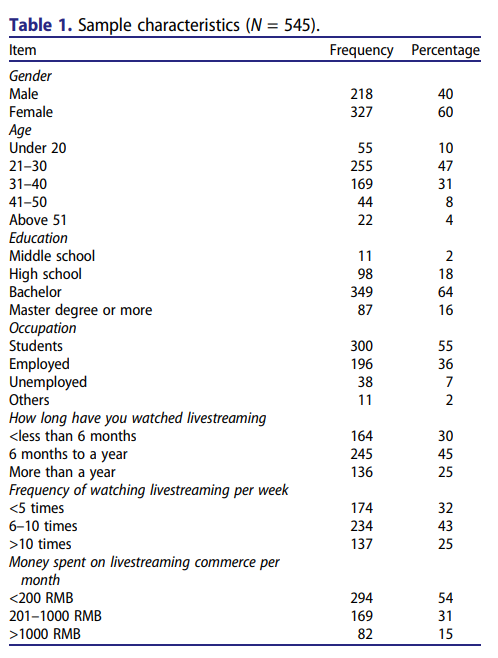 Table 1. Sample characteristics (N = 545).
Item Frequency Percentage
Gender
Male 218 40
Female 327 60
Age
Under 20 55 10
21–30 255 47
31–40 169 31
41–50 44 8
Above 51 22 4
Education
Middle school 11 2
High school 98 18
Bachelor 349 64
Master degree or more 87 16
Occupation
Students 300 55
Employed 196 36
Unemployed 38 7
Others 11 2
How long have you watched livestreaming
<less than 6 months 164 30
6 months to a year 245 45
More than a year 136 25
Frequency of watching livestreaming per week
<5 times 174 32
6–10 times 234 43
>10 times 137 25
Money spent on livestreaming commerce per
month
<200 RMB 294 54
201–1000 RMB 169 31
>1000 RMB 82 15